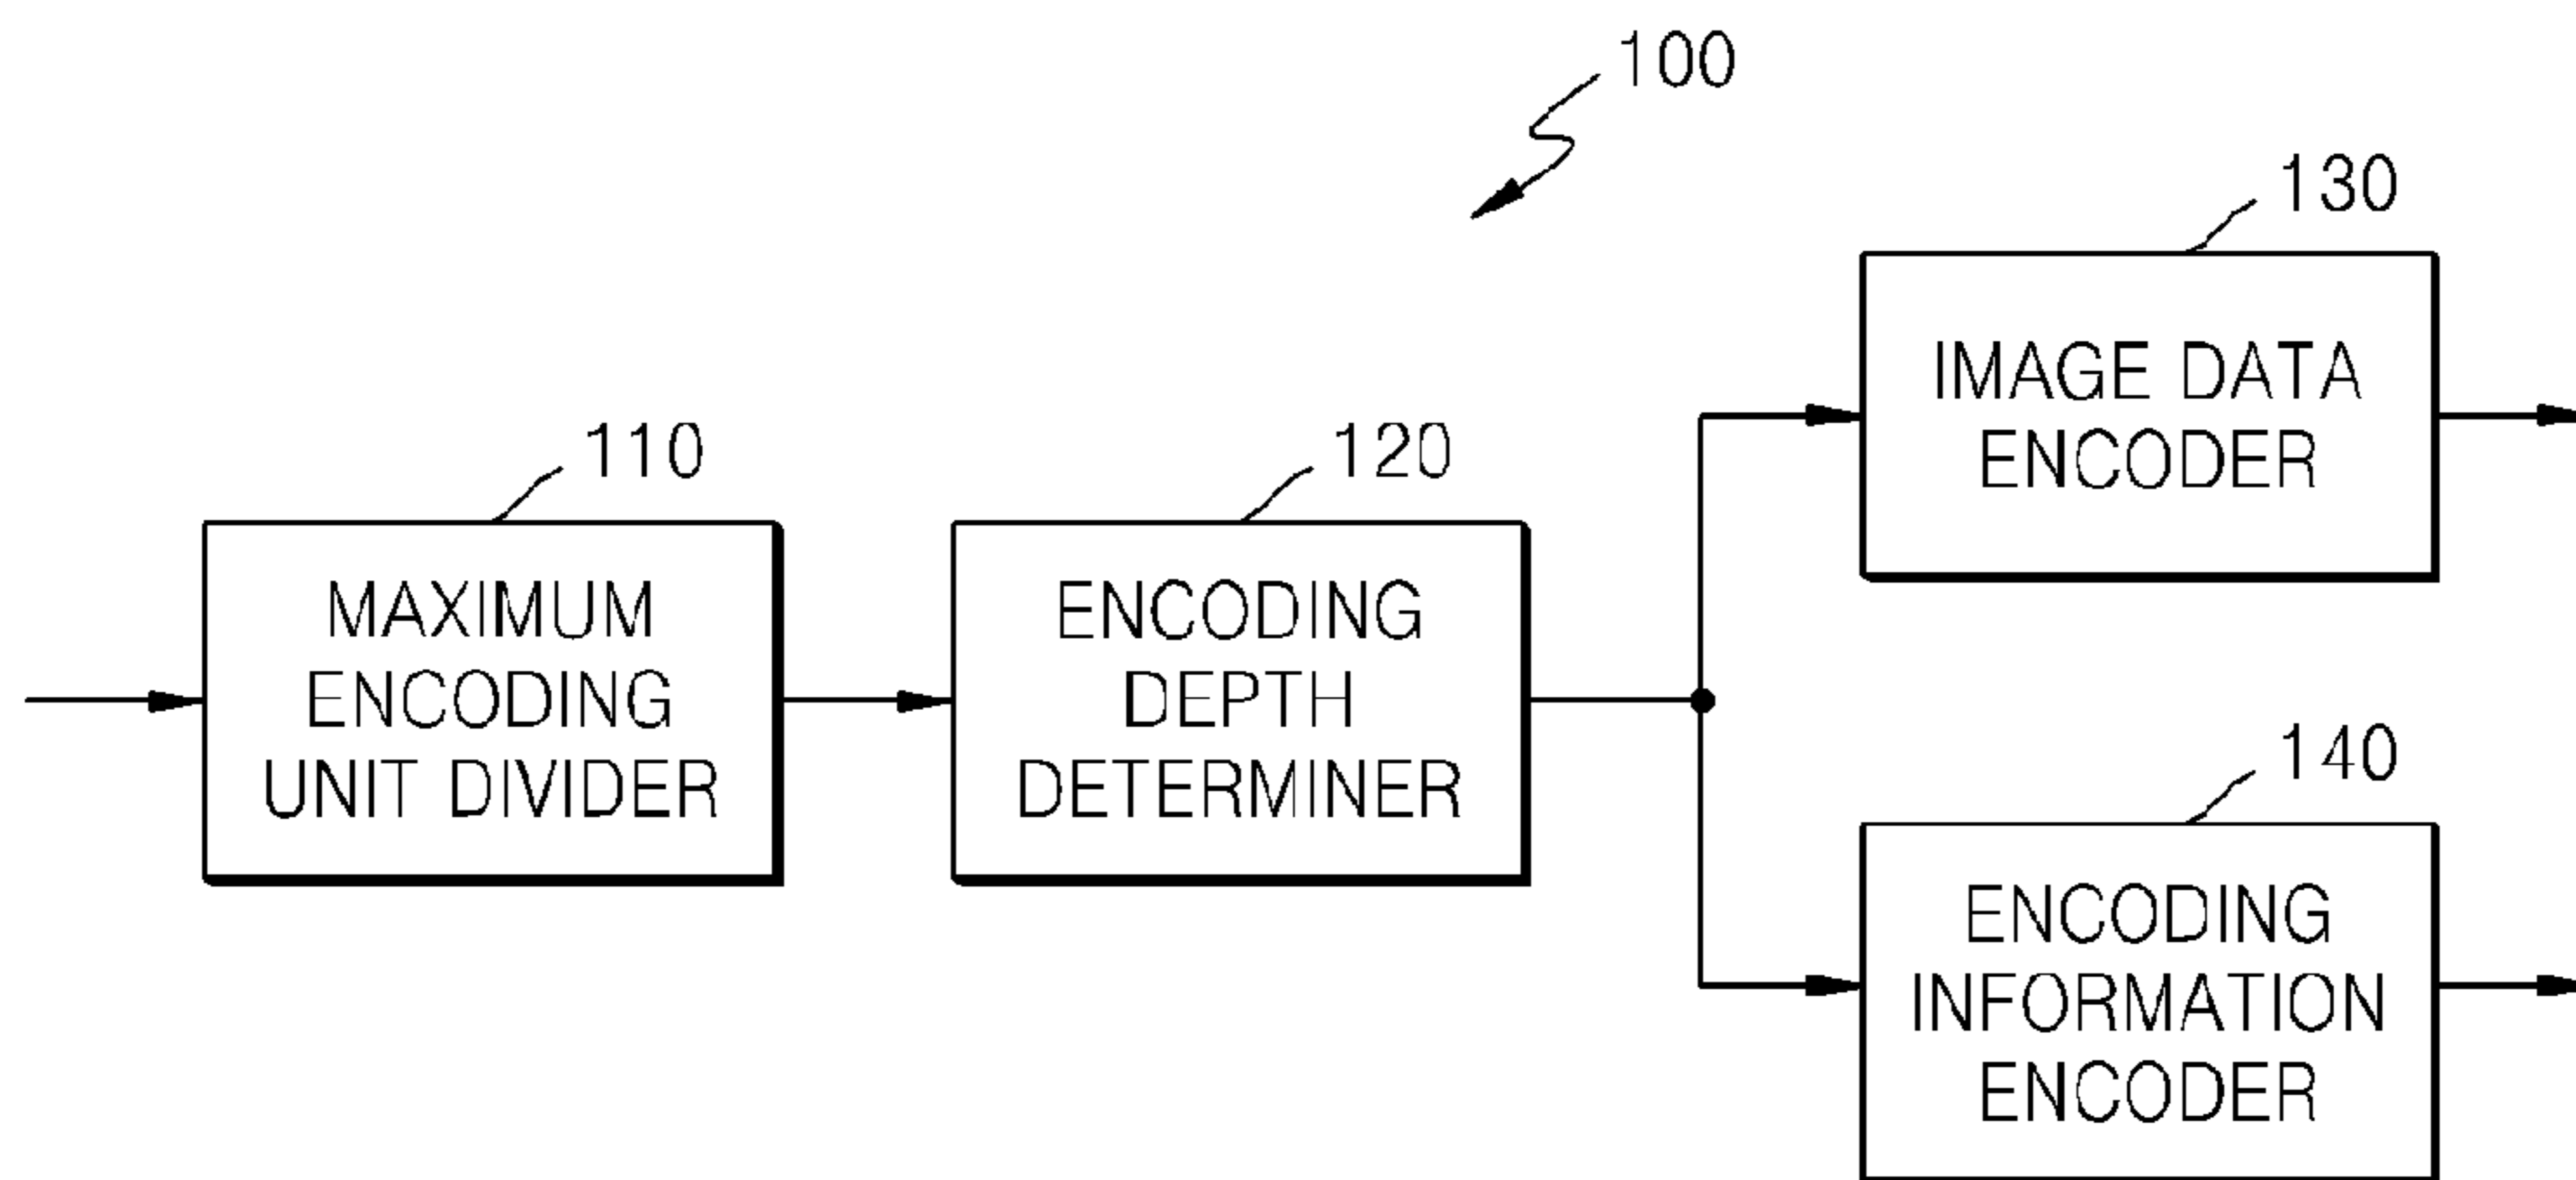 100
130
IMAGE DATA
ENCODER
110
MAXIMUM
ENCODING
UNIT DIVIDER
120
ENCODING
DEPTH
DETERMINER
140
ENCODING
INFORMATION
ENCODER